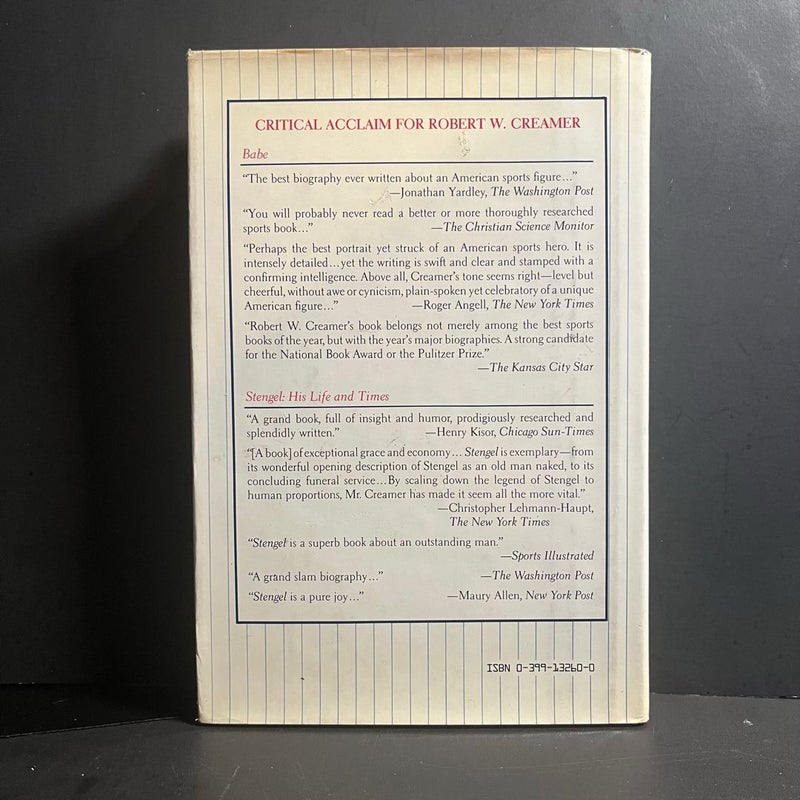 CRITICAL ACCLAIM FOR ROBERT W. CREAMER
Babe
“The best biography ever written about an American sports figure...”
—Jonathan Yardley, The Washington Post
“You will probably never read a better or more thoroughly researched
sports book...” —The Christian Science Monitor
“Perhaps the best portrait yet struck of an American sports hero. It is
intensely detailed...yet the writing is swift and clear and stamped with a
confirming intelligence. Above all, Creamer’s tone seems right—level but
cheerful, without awe or cynicism, plain-spoken yet celebratory of a unique
American figure...” —Roger Angell, The New York Times
“Robert W. Creamer’s book belongs not merely among the best sports
books of the year, but with the year’s major biographies. A strong candidate
for the National Book Award or the Pulitzer Prize.”
—The Kansas City Star
Stengel: His Life and Times
“A grand book, full of insight and humor, prodigiously researched and
splendidly written.” —Henry Kisor, Chicago Sun-Times
“[A book] of exceptional grace and economy... Stengel is exemplary—from
its wonderful opening description of Stengel as an old man naked, to its
concluding funeral service...By scaling down the legend of Stengel to
human proportions, Mr. Creamer has made it seem all the more vital.”
—Christopher Lehmann-Haupt,
The New York Times
“Stengel is a superb book about an outstanding man.”
—Sports Illustrated
“A grand slam biography...” —The Washington Post
“Stengel is a pure joy...” —Maury Allen, New York Post
ISBN 0-399-13260-0